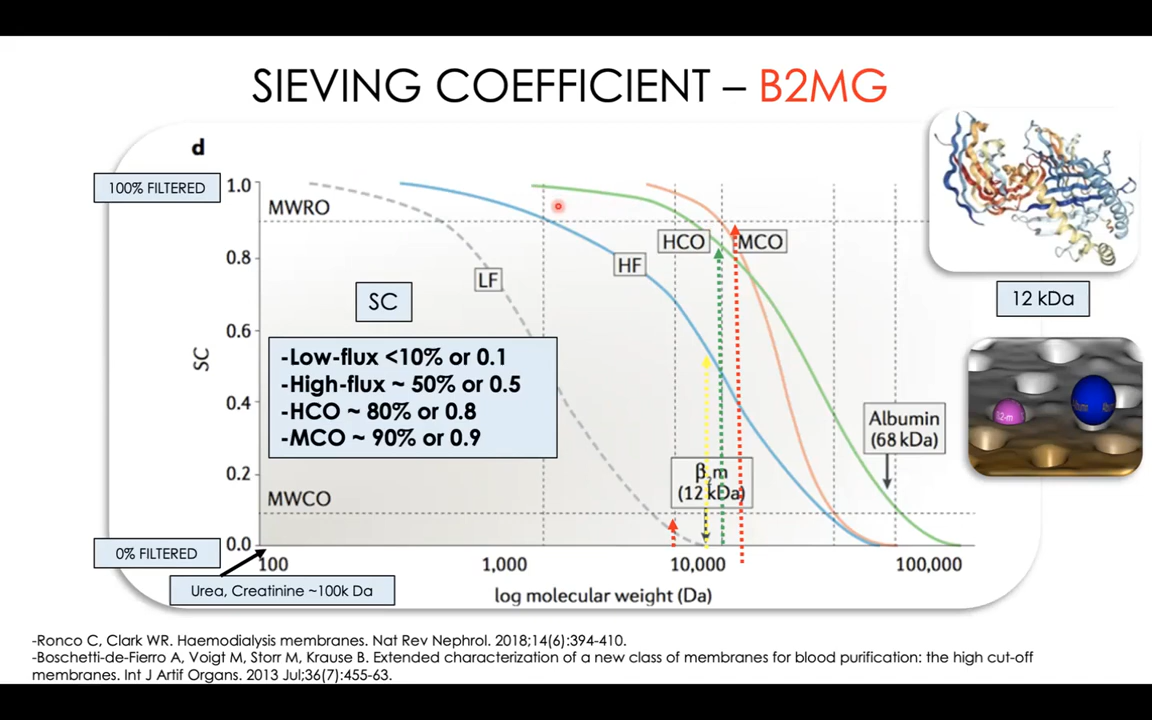 SIEVING COEFFICIENT – B2MG
d
100% FILTERED
1.0
MWRO
HCO
MCO
12 kDa
0.8
HF
LF
SC
0.6
SC
-Low-flux <10% or 0.1
-High-flux ~ 50% or 0.5
-HCO ~ 80% or 0.8
-MCO ~ 90% or 0.9
0.4
Albumin
(68 kDa)
0.2
β2m
(12 kDa)
MWCO
0% FILTERED
0.0
100
1,000
10,000
100,000
Urea, Creatinine ~100k Da
log molecular weight (Da)
-Ronco C, Clark WR. Haemodialysis membranes. Nat Rev Nephrol. 2018;14(6):394-410.
-Boschetti-de-Fierro A, Voigt M, Storr M, Krause B. Extended characterization of a new class of membranes for blood purification: the high cut-off
membranes. Int J Artif Organs. 2013 Jul;36(7):455-63.